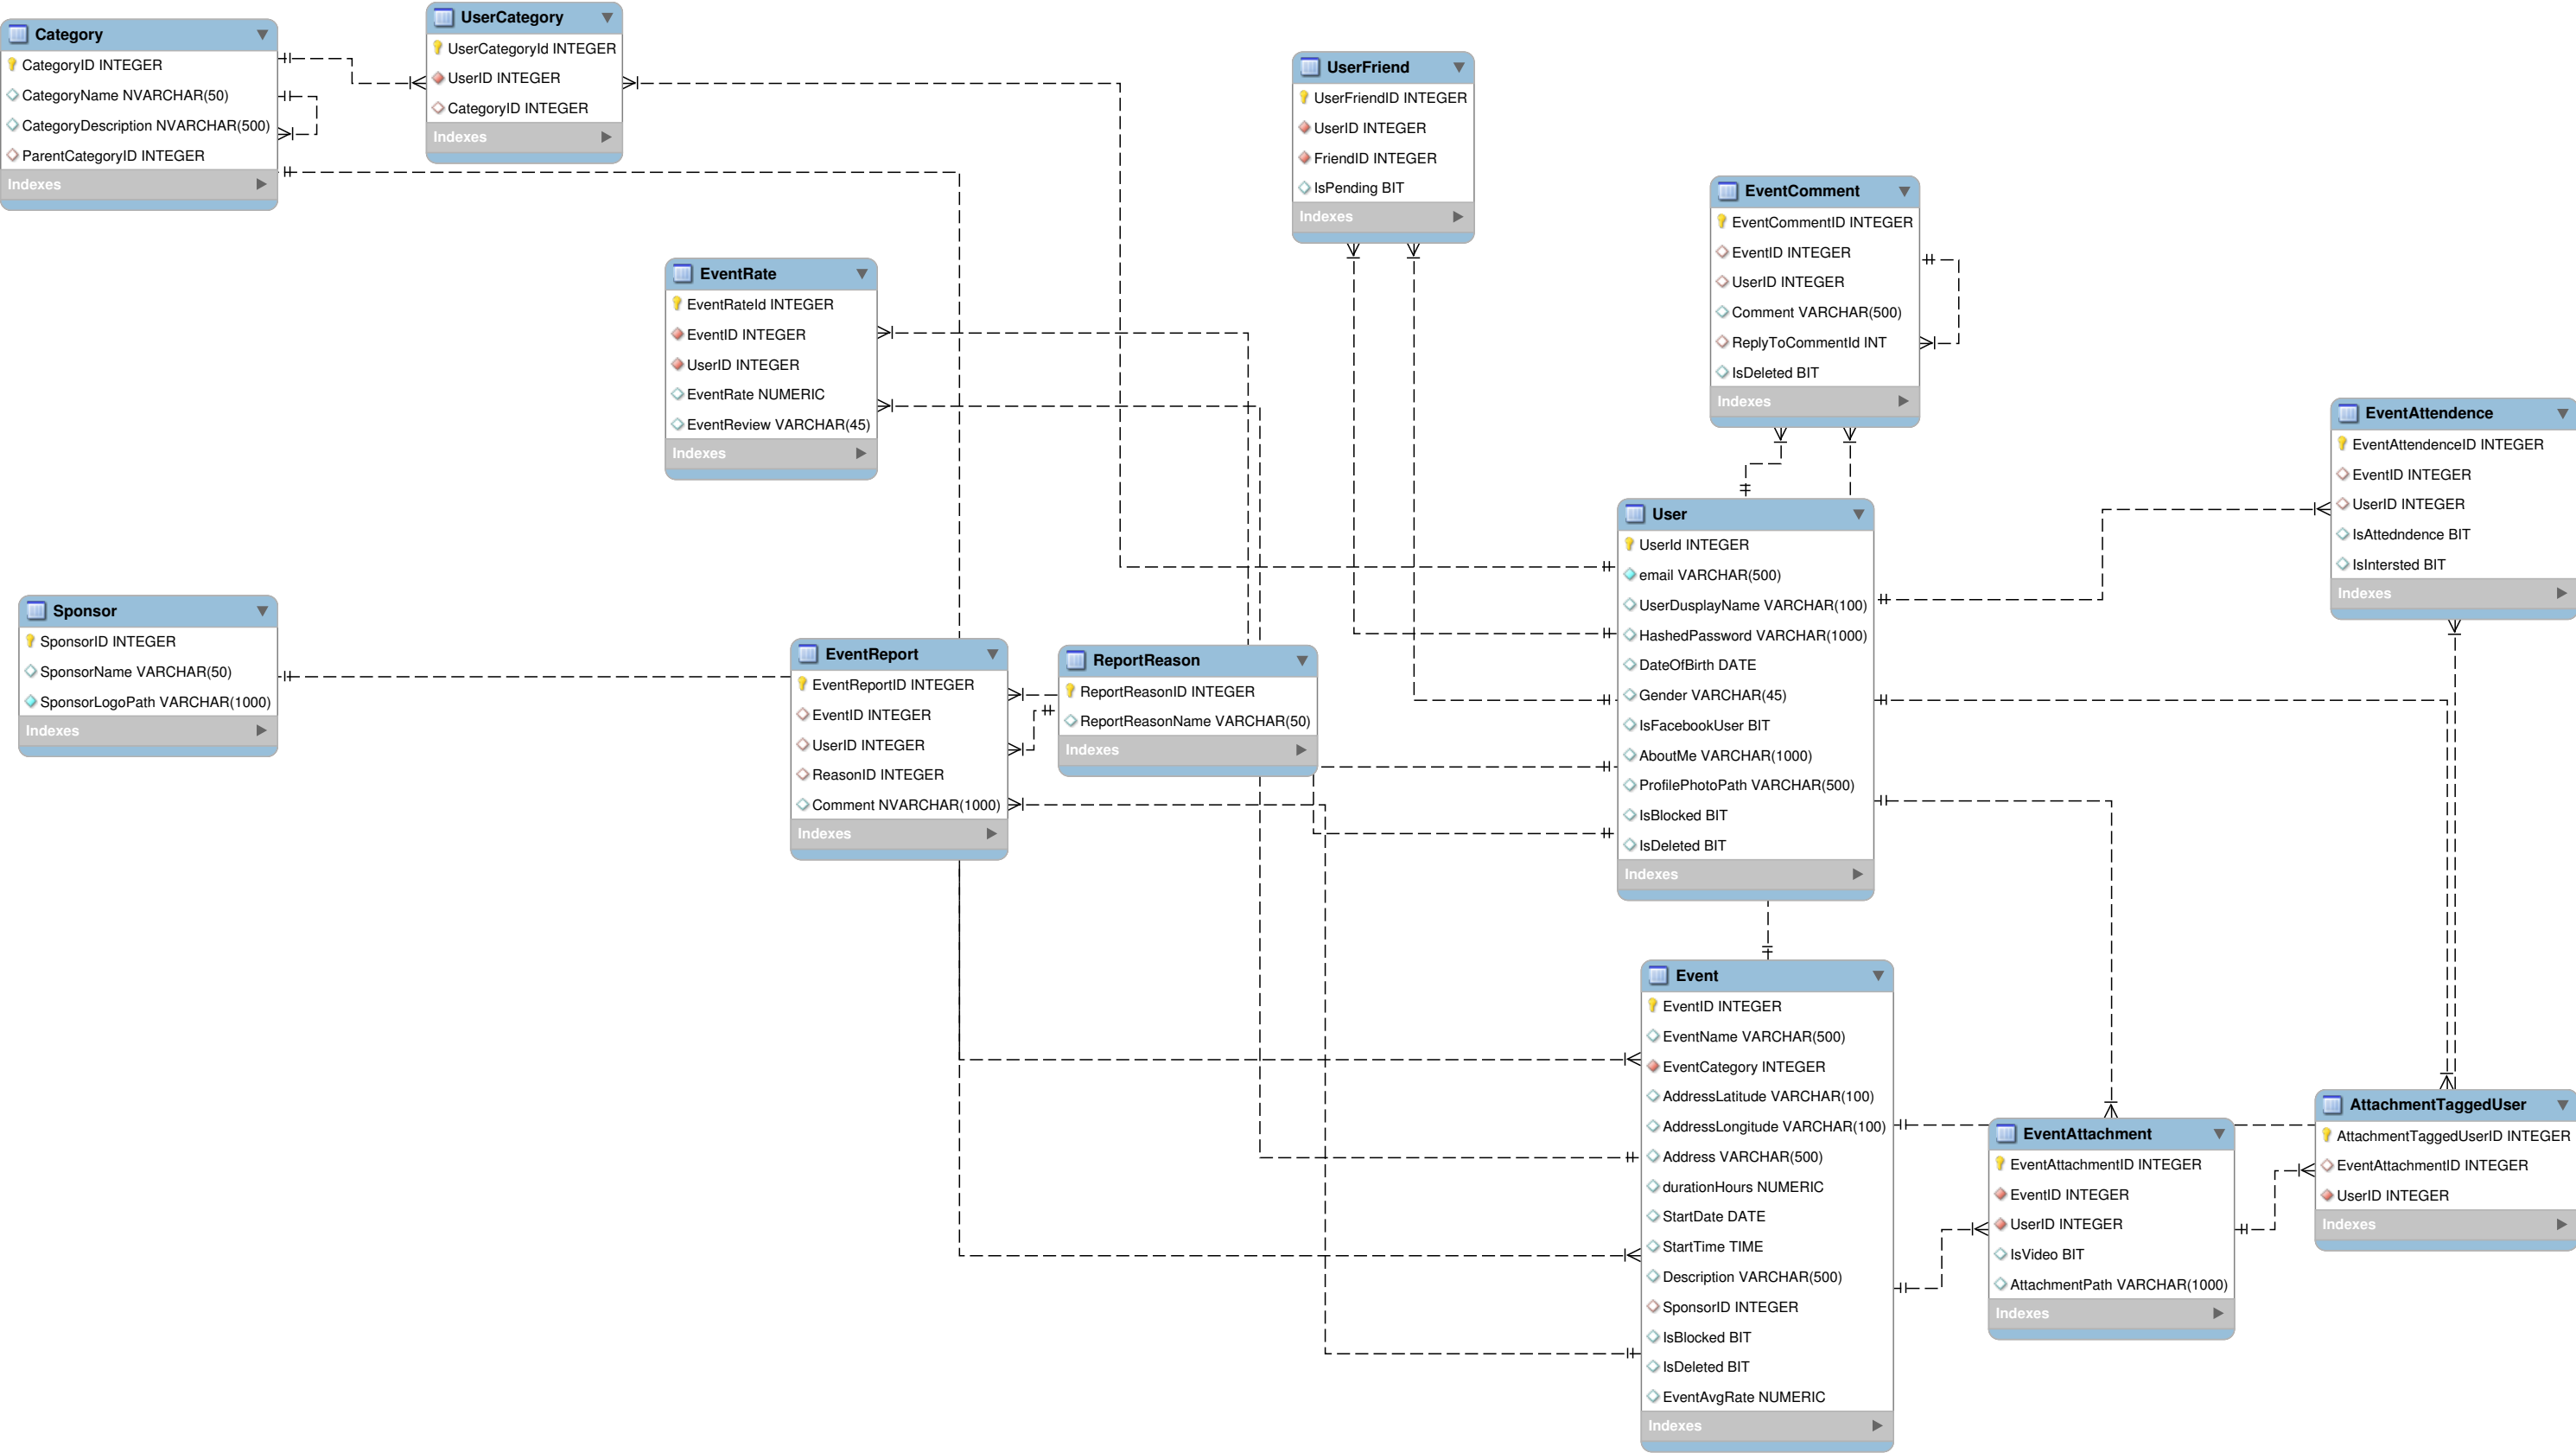 Category
CategoryID INTEGER
CategoryName NVARCHAR(50)
CategoryDescription NVARCHAR(500)
ParentCategoryID INTEGER
Indexes
UserCategory
UserCategoryId INTEGER
UserID INTEGER
CategoryID INTEGER
Indexes
UserFriend
UserFriendID INTEGER
UserID INTEGER
FriendID INTEGER
IsPending BIT
Indexes
EventComment
EventCommentID INTEGER
EventID INTEGER
UserID INTEGER
Comment VARCHAR(500)
ReplyToCommentId INT
IsDeleted BIT
Indexes
EventRate
EventRateId INTEGER
EventID INTEGER
UserID INTEGER
EventRate NUMERIC
EventReview VARCHAR(45)
Indexes
EventAttendence
EventAttendenceID INTEGER
EventID INTEGER
UserID INTEGER
IsAttedndence BIT
IsIntersted BIT
Indexes
User
UserId INTEGER
email VARCHAR(500)
UserDusplayName VARCHAR(100)
HashedPassword VARCHAR(1000)
DateOfBirth DATE
Gender VARCHAR(45)
IsFacebookUser BIT
AboutMe VARCHAR(1000)
ProfilePhotoPath VARCHAR(500)
IsBlocked BIT
IsDeleted BIT
Indexes
Sponsor
SponsorID INTEGER
SponsorName VARCHAR(50)
SponsorLogoPath VARCHAR(1000)
Indexes
EventReport
EventReportID INTEGER
EventID INTEGER
UserID INTEGER
ReasonID INTEGER
Comment NVARCHAR(1000)
Indexes
ReportReason
ReportReasonID INTEGER
ReportReasonName VARCHAR(50)
Indexes
Event
EventID INTEGER
EventName VARCHAR(500)
EventCategory INTEGER
AddressLatitude VARCHAR(100)
AddressLongitude VARCHAR(100)
Address VARCHAR(500)
durationHours NUMERIC
StartDate DATE
StartTime TIME
Description VARCHAR(500)
SponsorID INTEGER
IsBlocked BIT
IsDeleted BIT
EventAvgRate NUMERIC
Indexes
EventAttachment
EventAttachmentID INTEGER
EventID INTEGER
UserID INTEGER
IsVideo BIT
AttachmentPath VARCHAR(1000)
Indexes
AttachmentTaggedUser
AttachmentTaggedUserID INTEGER
EventAttachmentID INTEGER
UserID INTEGER
Indexes